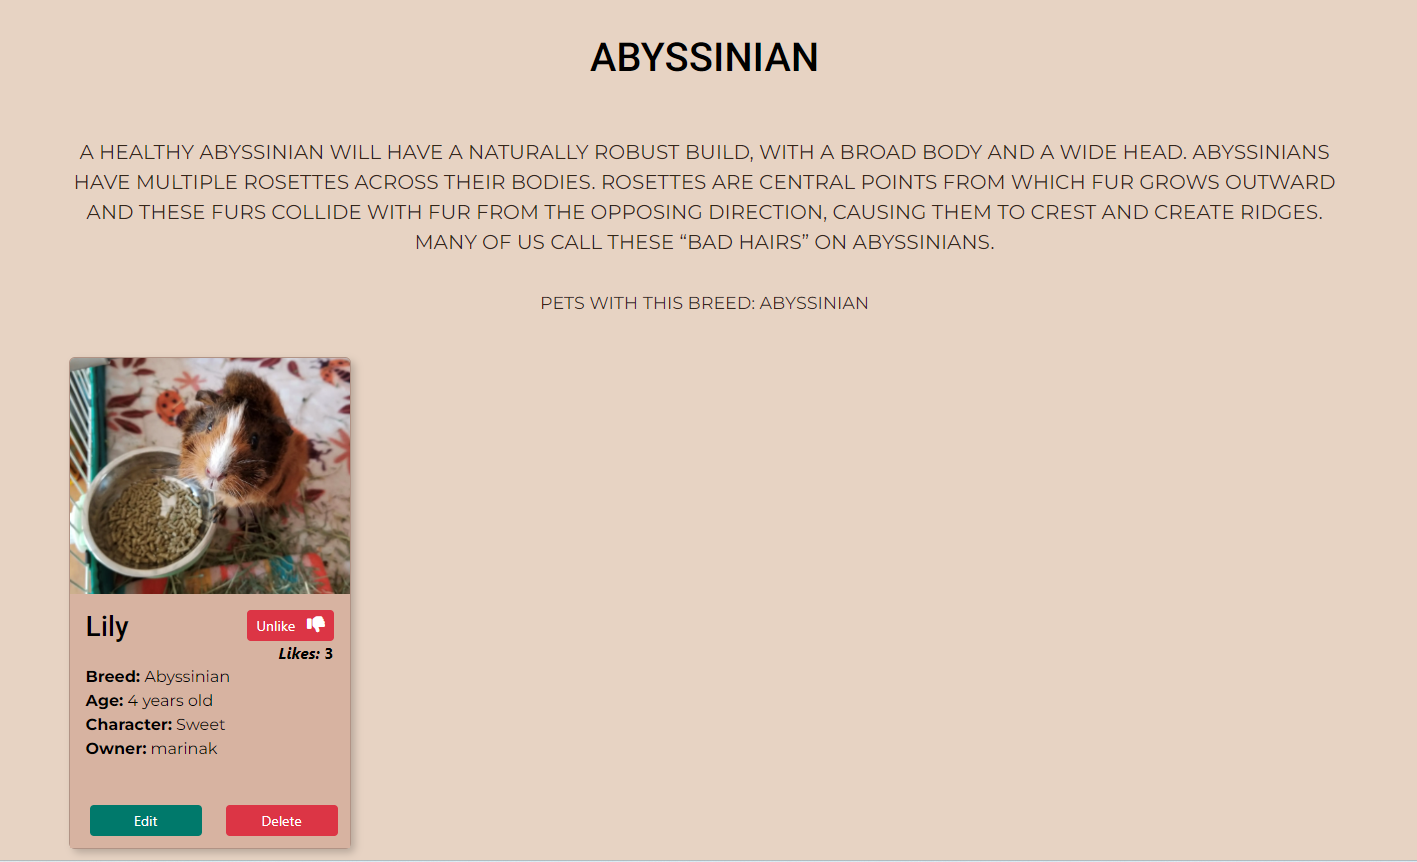 ABYSSINIAN
A HEALTHY ABYSSINIAN WILL HAVE A NATURALLY ROBUST BUILD, WITH A BROAD BODY AND A WIDE HEAD. ABYSSINIANS
HAVE MULTIPLE ROSETTES ACROSS THEIR BODIES. ROSETTES ARE CENTRAL POINTS FROM WHICH FUR GROWS OUTWARD
AND THESE FURS COLLIDE WITH FUR FROM THE OPPOSING DIRECTION, CAUSING THEM TO CREST AND CREATE RIDGES.
MANY OF US CALL THESE “BAD HAIRS” ON ABYSSINIANS.
PETS WITH THIS BREED: ABYSSINIAN
Lily
Unlike
Likes: 3
Breed: Abyssinian
Age: 4 years old
Character: Sweet
Owner: marinak
Edit
Delete